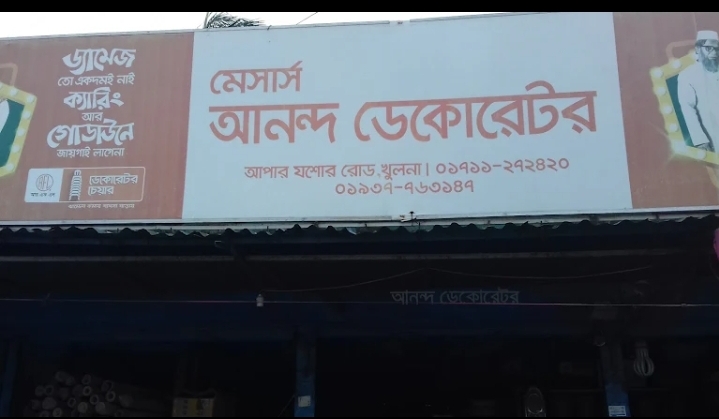 ড্যামেজ
তো একদমই নাই
ক্যারিং
আর
গোডাউনে
জায়গাই লাগেনা
ডেকোরেটর
চেয়ার
মেসার্স
আনন্দ ডেকোরেটর
আপার যশোর রোড, খুলনা। ০১৭১১-২৭২৪২০
০১৯৩৭-৭৬৩১৪৭
আনন্দ ডেকোরেটর